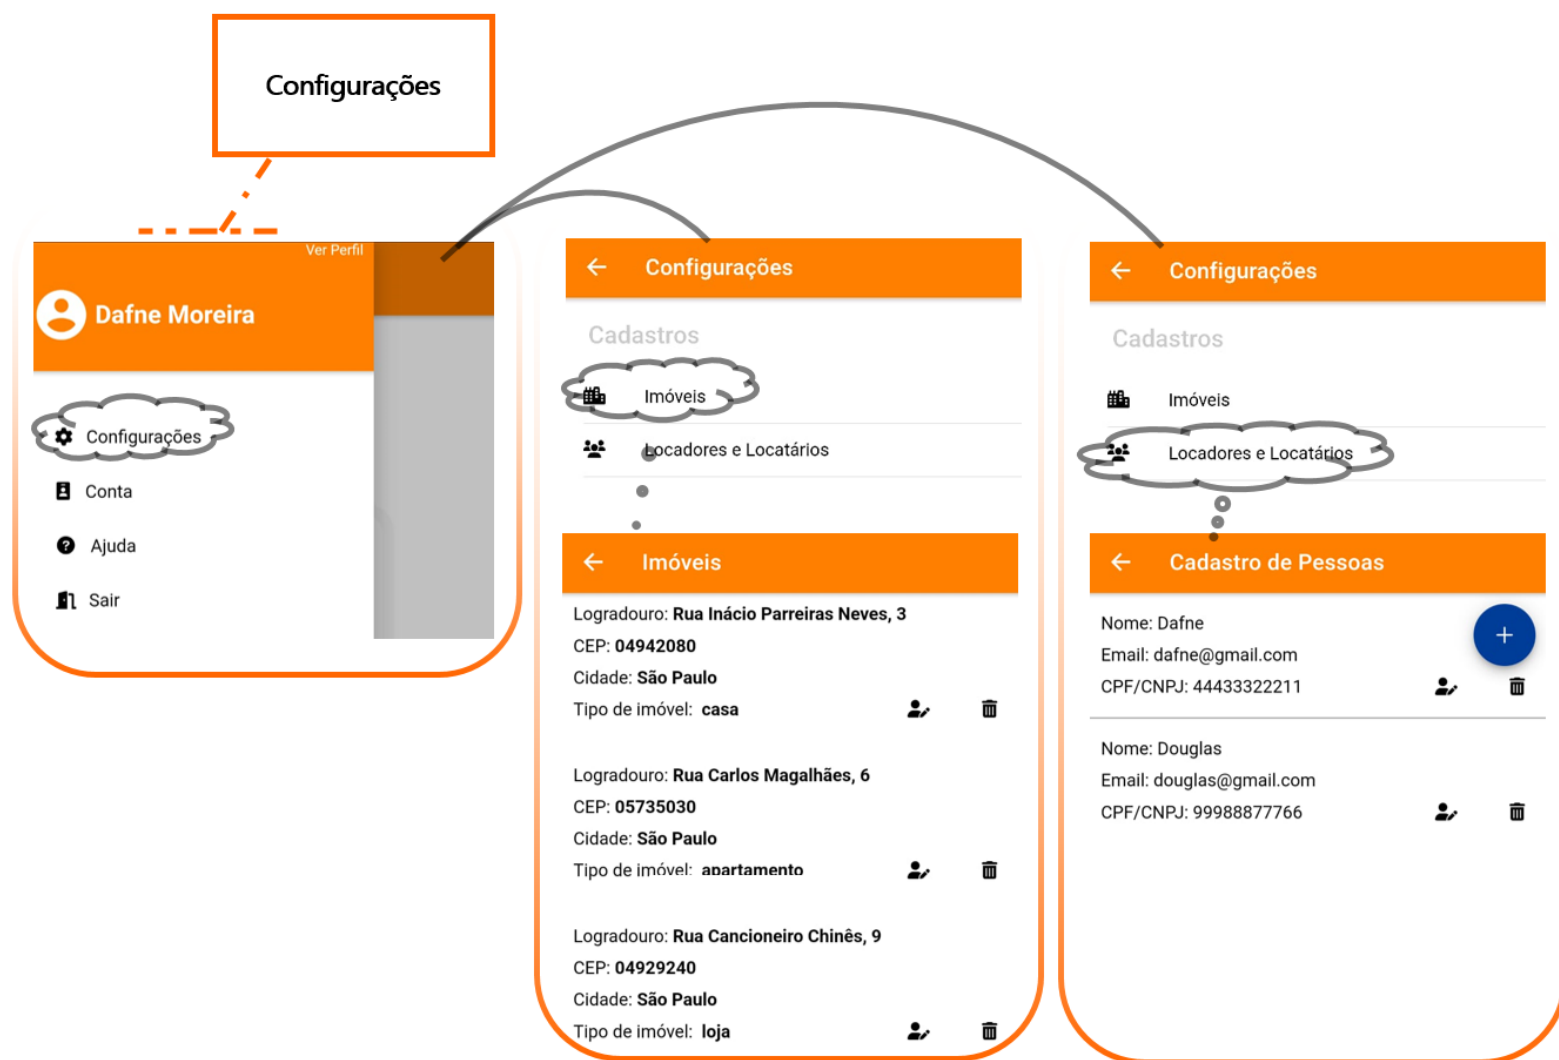 Configurações
Ver Perfil
Dafne Moreira
Configurações
Conta
Ajuda
Sair
Configurações
Cadastros
Imóveis
Locadores e Locatários
Imóveis
Logradouro: Rua Inácio Parreiras Neves, 3
CEP: 04942080
Cidade: São Paulo
Tipo de imóvel: casa
Logradouro: Rua Carlos Magalhães, 6
CEP: 05735030
Cidade: São Paulo
Tipo de imóvel: apartamento
Logradouro: Rua Cancioneiro Chinês, 9
CEP: 04929240
Cidade: São Paulo
Tipo de imóvel: loja
Configurações
Cadastros
Imóveis
Locadores e Locatários
Cadastro de Pessoas
Nome: Dafne
Email: dafne@gmail.com
CPF/CNPJ: 44433322211
Nome: Douglas
Email: douglas@gmail.com
CPF/CNPJ: 99988877766